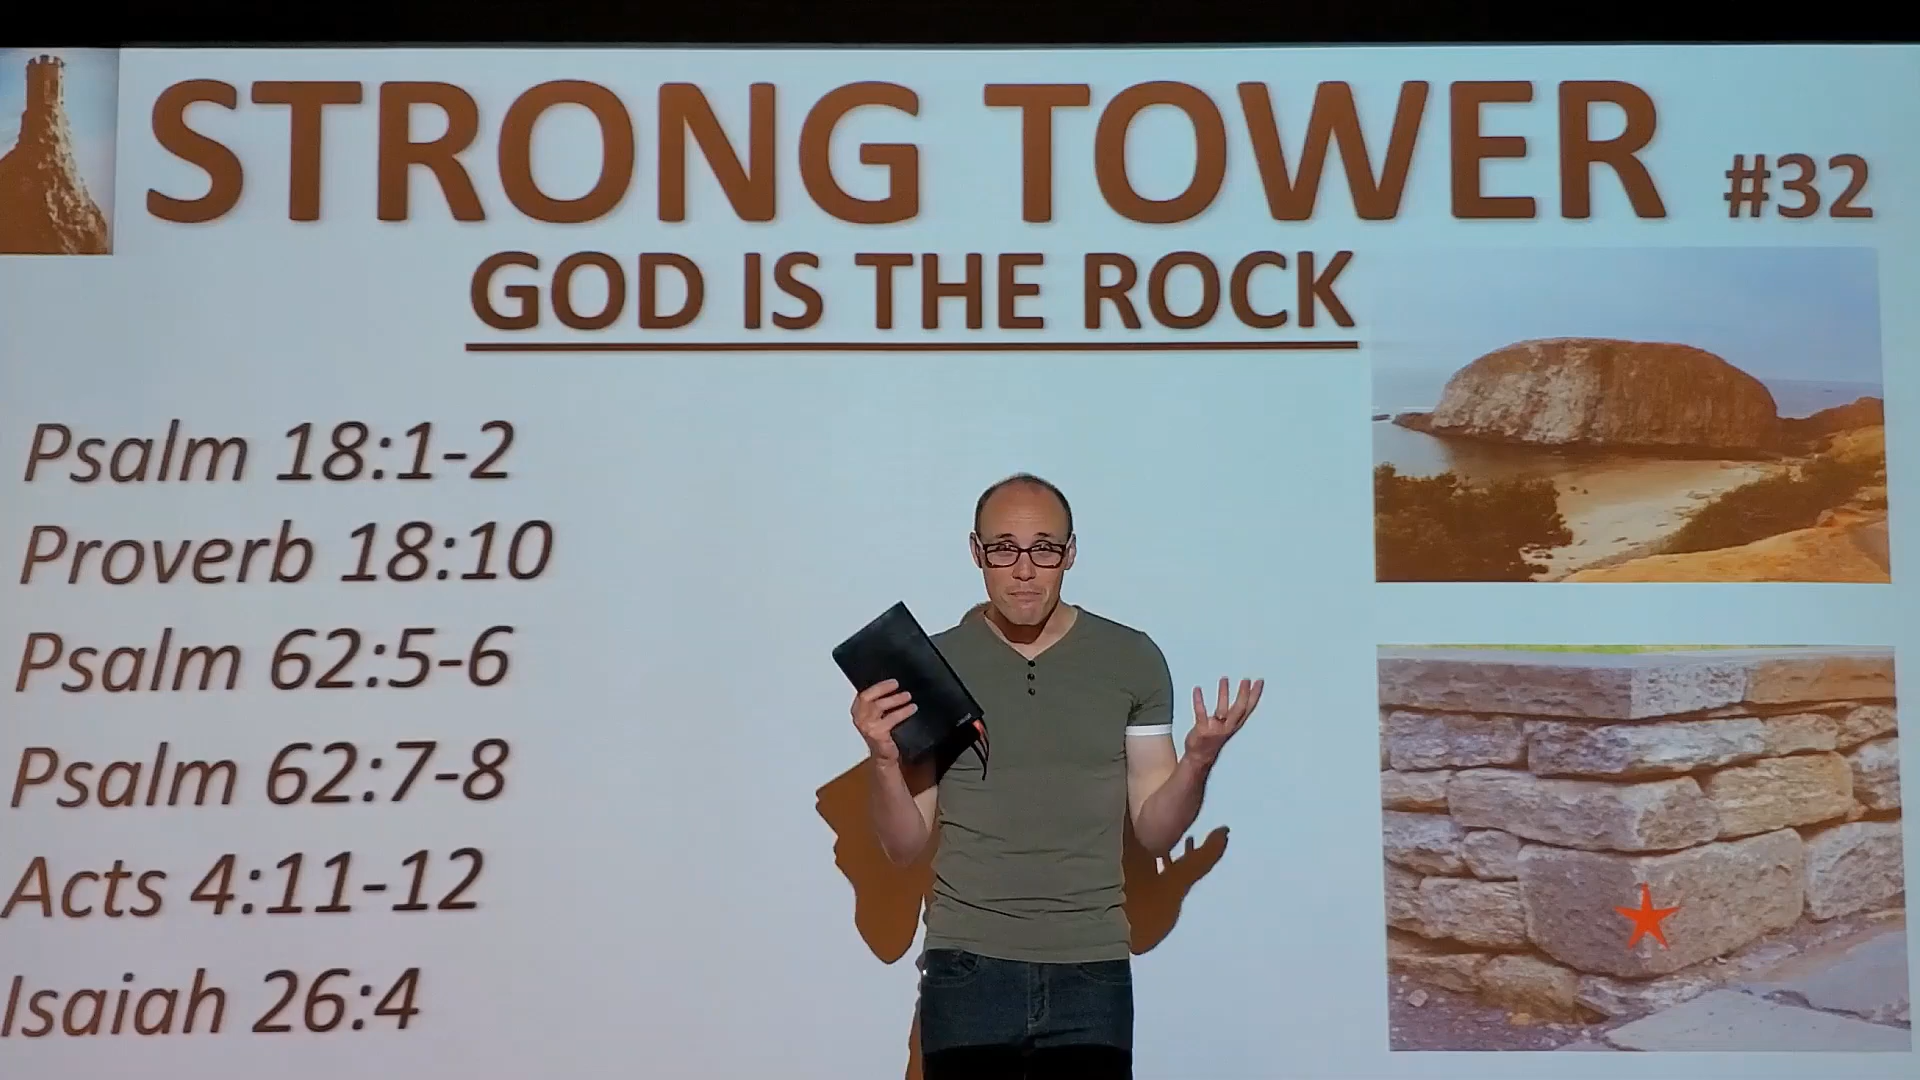 STRONG TOWER #32
GOD IS THE ROCK
Psalm 18:1-2
Proverb 18:10
Psalm 62:5-6
Psalm 62:7-8
Acts 4:11-12
Isaiah 26:4